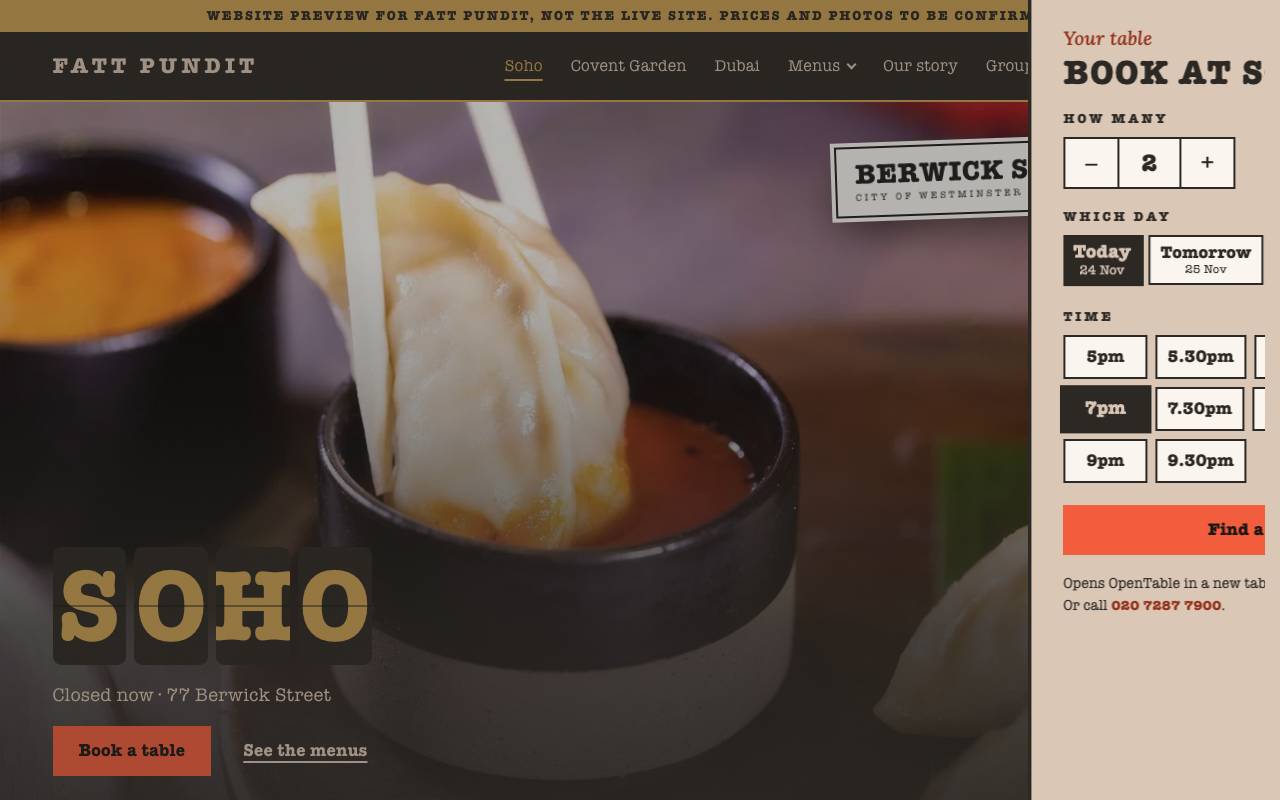 WEBSITE PREVIEW FOR FATT PUNDIT, NOT THE LIVE SITE. PRICES AND PHOTOS TO BE
FATT PUNDIT
Soho
Covent Garden
Dubai
Menus
Our story
BERWICK
CITY OF WESTMINSTER
SOHO
Closed now · 77 Berwick Street
Book a table
See the menus
Your table
BOOK AT
HOW MANY
– 2 +
WHICH DAY
Today
24 Nov
Tomorrow
25 Nov
TIME
5pm 5.30pm
7pm 7.30pm
9pm 9.30pm
Find a
Opens OpenTable in a new tab
Or call 020 7287 7900.